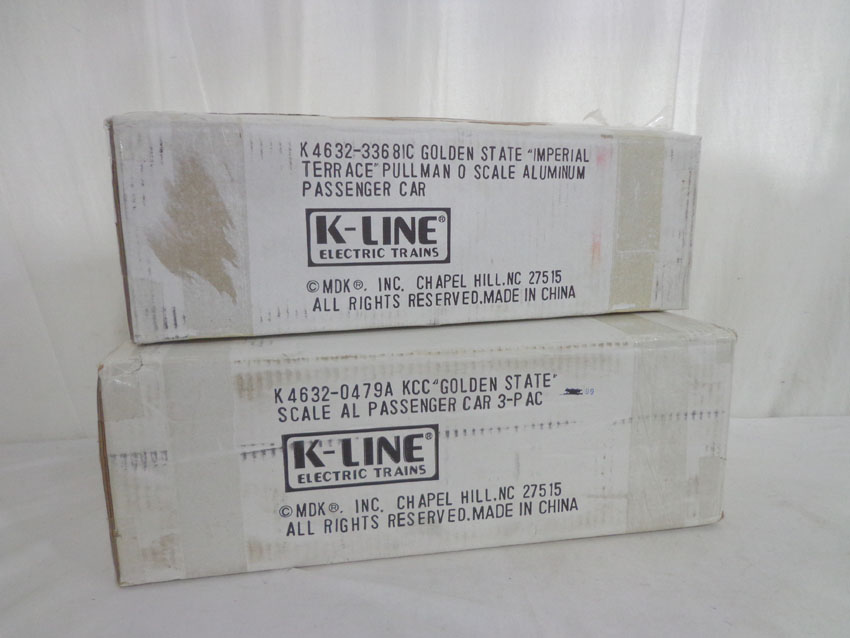 K4632-33681C GOLDEN STATE "IMPERIAL
TERRACE" PULLMAN O SCALE ALUMINUM
PASSENGER CAR
K-LINE®
ELECTRIC TRAINS
©MDK®. INC. CHAPEL HILL.NC 27515
ALL RIGHTS RESERVED.MADE IN CHINA
K4632-0479A KCC "GOLDEN STATE"
SCALE AL PASSENGER CAR 3-PAC
K-LINE®
ELECTRIC TRAINS
©MDK®. INC. CHAPEL HILL.NC 27515
ALL RIGHTS RESERVED.MADE IN CHINA